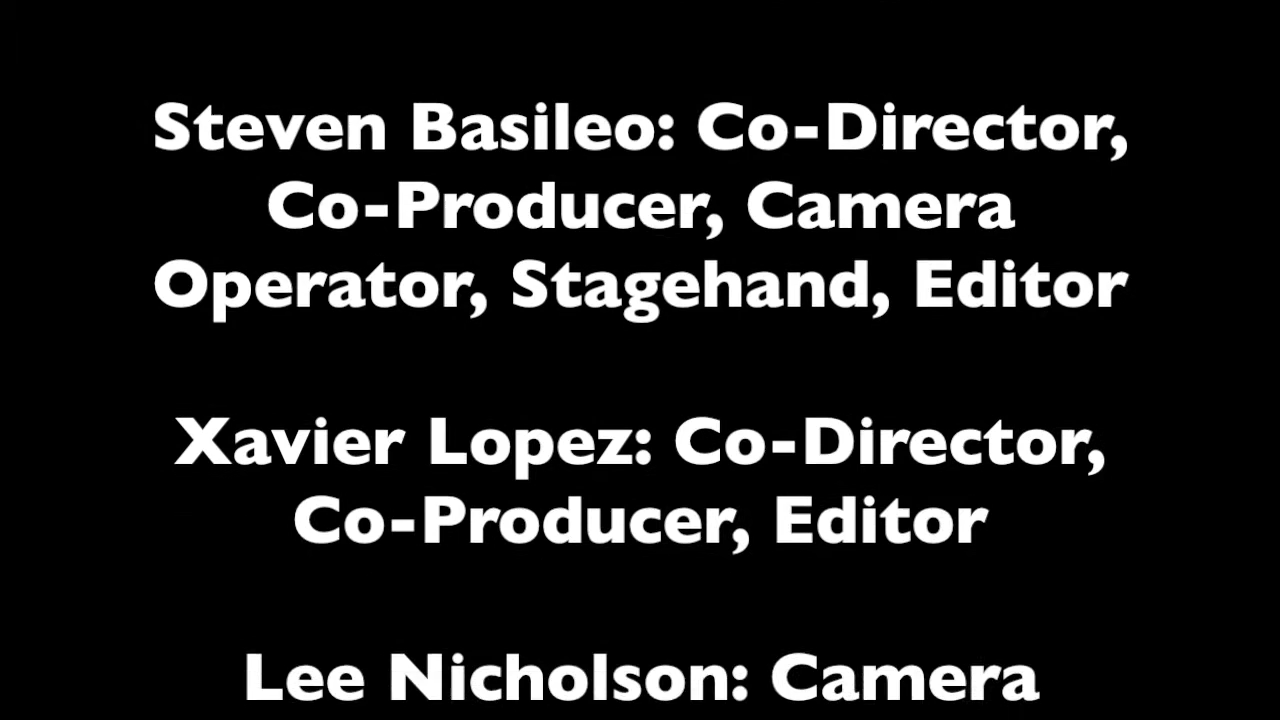 Steven Basileo: Co-Director,
Co-Producer, Camera
Operator, Stagehand, Editor
Xavier Lopez: Co-Director,
Co-Producer, Editor
Lee Nicholson: Camera